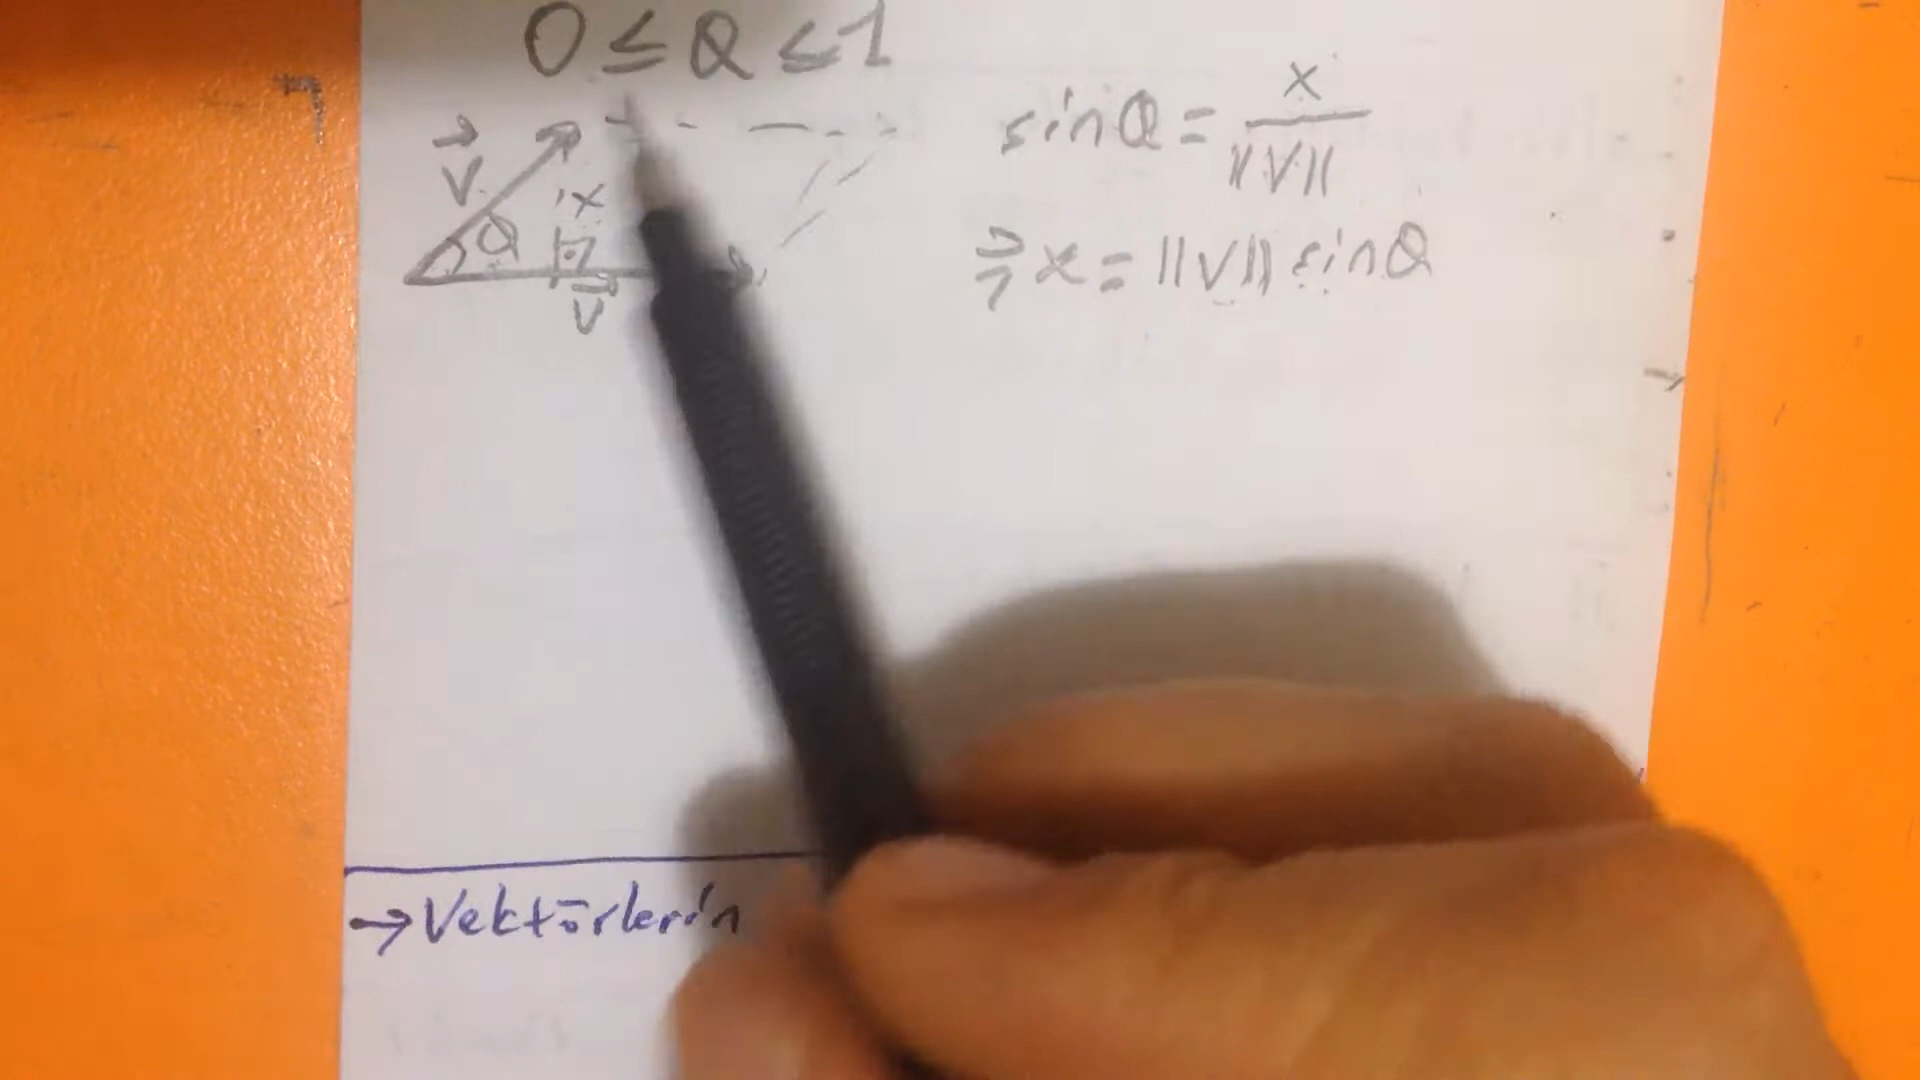 0 ≤ Q ≤ 1
sinQ = x / ||V||
V
x
Q
⇒ x = ||V|| sinQ
V
→ Vektörlerin